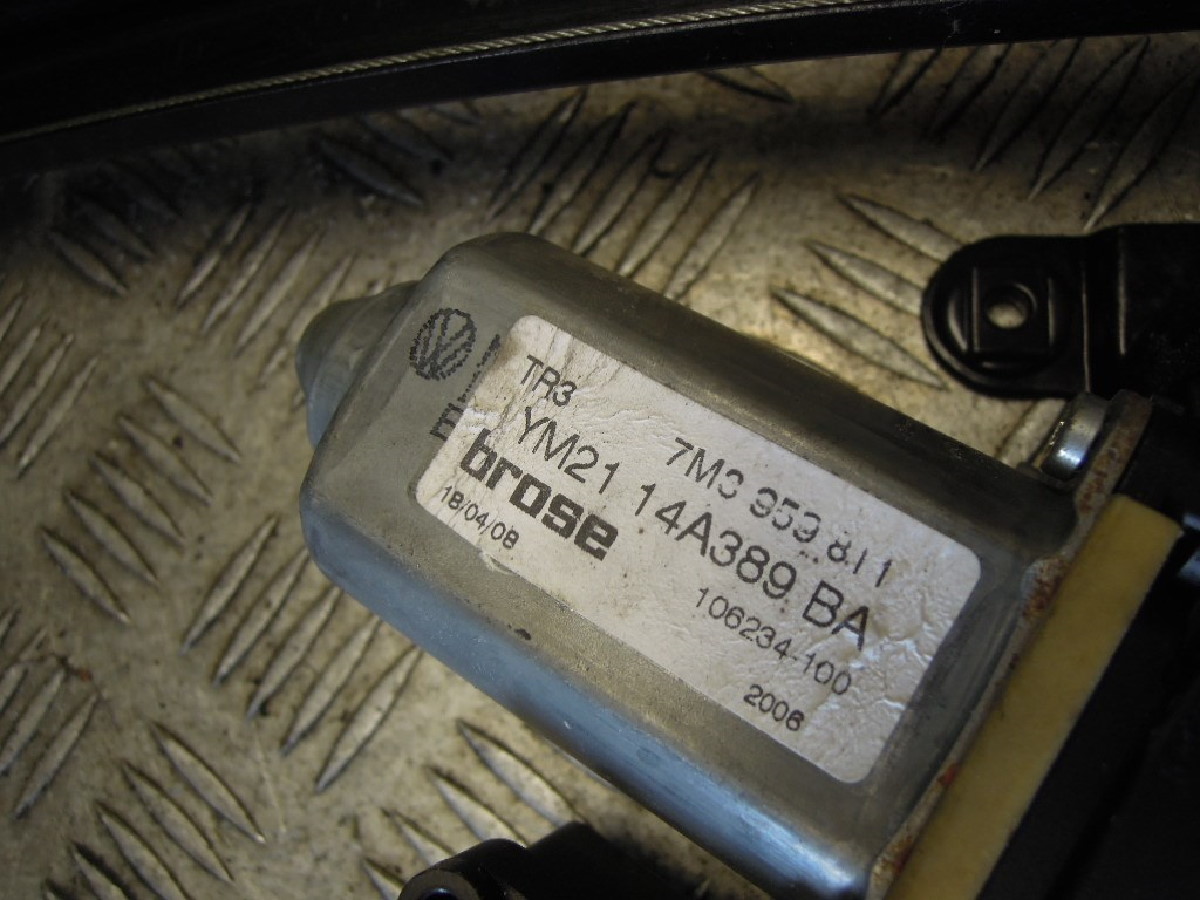 TR3
7M3 959 811
YM21 14A389 BA
brose
106234-100
18/04/08
2006